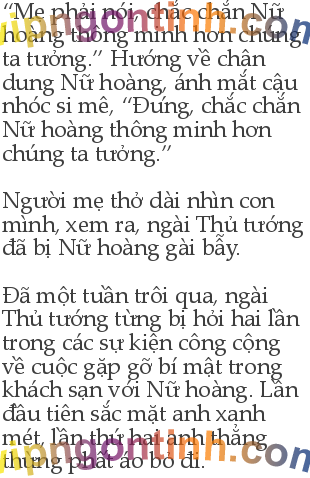 “Mẹ phải nói, chắc chắn Nữ
hoàng thông minh hơn chúng
ta tưởng.” Hướng về chân
dung Nữ hoàng, ánh mắt cậu
nhóc si mê, “Đúng, chắc chắn
Nữ hoàng thông minh hơn
chúng ta tưởng.”
Người mẹ thở dài nhìn con
mình, xem ra, ngài Thủ tướng
đã bị Nữ hoàng gài bẫy.
Đã một tuần trôi qua, ngài
Thủ tướng từng bị hỏi hai lần
trong các sự kiện công cộng
về cuộc gặp gỡ bí mật trong
khách sạn với Nữ hoàng. Lần
đầu tiên sắc mặt anh xanh
mét, lần thứ hai anh thẳng
thừng phất áo bỏ đi.
vipngontinh.com
vipngontinh.com